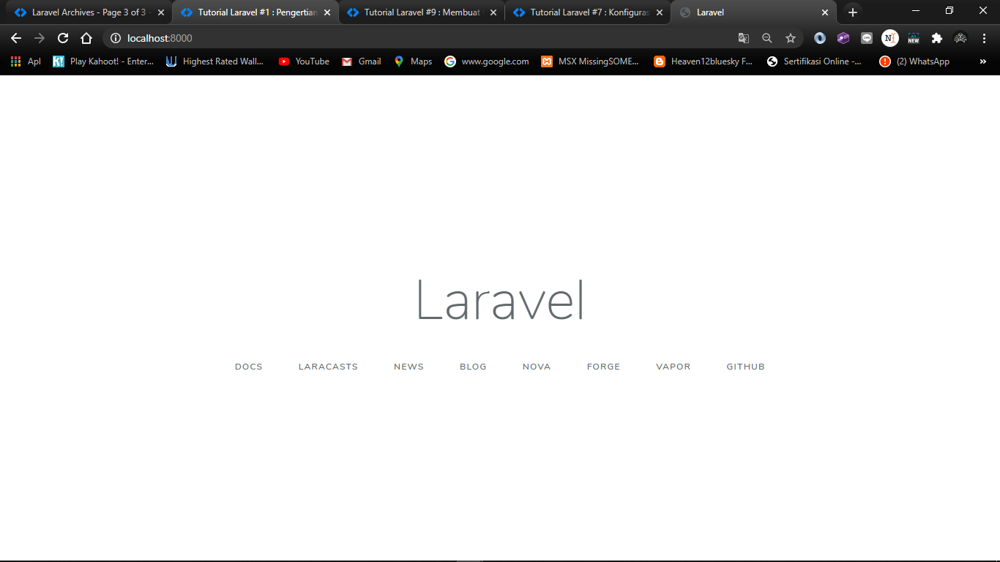 Laravel Archives - Page 3 of 3 -
Tutorial Laravel #1 : Pengertian
Tutorial Laravel #9 : Membuat
Tutorial Laravel #7 : Konfiguras
Laravel
localhost:8000
Apl
Play Kahoot! - Enter...
Highest Rated Wall...
YouTube
Gmail
Maps
www.google.com
MSX MissingSOME...
Heaven12bluesky F...
Sertifikasi Online -...
(2) WhatsApp
Laravel
DOCS LARACASTS NEWS BLOG NOVA FORGE VAPOR GITHUB